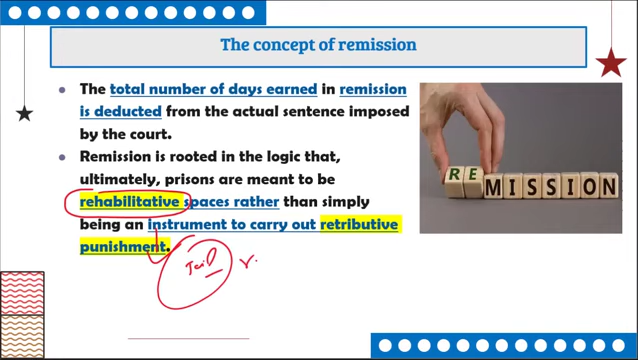 The concept of remission
The total number of days earned in remission
is deducted from the actual sentence imposed
by the court.
Remission is rooted in the logic that,
ultimately, prisons are meant to be
rehabilitative spaces rather than simply
being an instrument to carry out retributive
punishment.
REMISSION
Jail